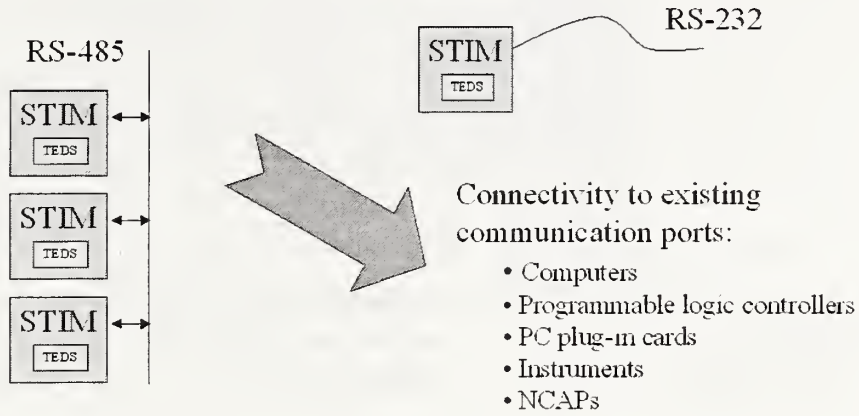 RS-485
STIM
TEDS
STIM
TEDS
STIM
TEDS
STIM
TEDS
RS-232
Connectivity to existing
communication ports:
• Computers
• Programmable logic controllers
• PC plug-in cards
• Instruments
• NCAPs